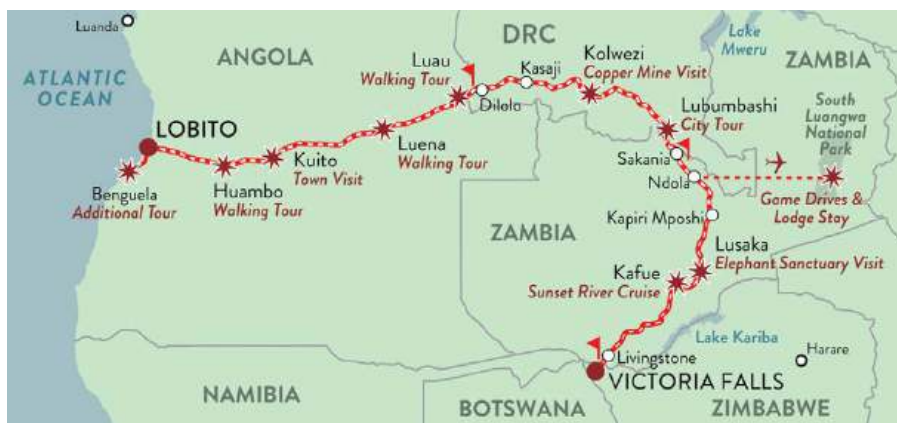 Luanda
ANGOLA
DRC
Lake
Mweru
ZAMBIA
ATLANTIC
OCEAN
Luau
Walking Tour
Kasaji
Kolwezi
Copper Mine Visit
Dilolo
LOBITO
Lubumbashi
City Tour
South
Luangwa
National
Park
Kuito
Town Visit
Luena
Walking Tour
Sakania
Ndola
Benguela
Additional Tour
Huambo
Walking Tour
Game Drives &
Lodge Stay
Kapiri Mposhi
ZAMBIA
Lusaka
Elephant Sanctuary Visit
Kafue
Sunset River Cruise
Lake Kariba
Harare
Livingstone
VICTORIA FALLS
NAMIBIA
BOTSWANA
ZIMBABWE